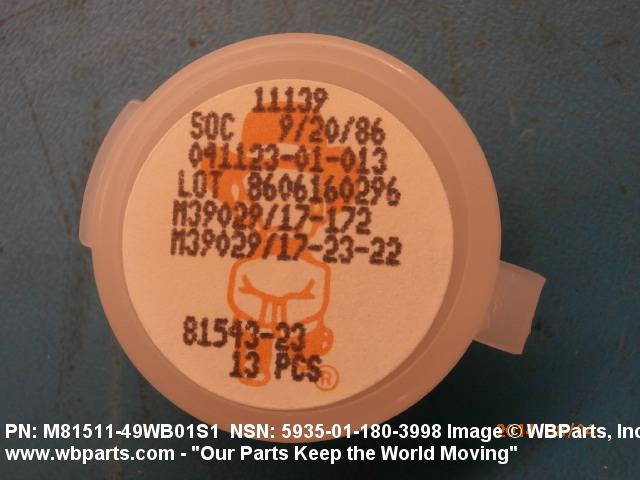 11139
SOC 9/20/86
091123-01-013
LOT 8606160296
M39029/17-172
M39029/17-23-22
81543-23
13 PCS
®
PN: M81511-49WB01S1 NSN: 5935-01-180-3998 Image © WBParts, Inc
www.wbparts.com - "Our Parts Keep the World Moving"